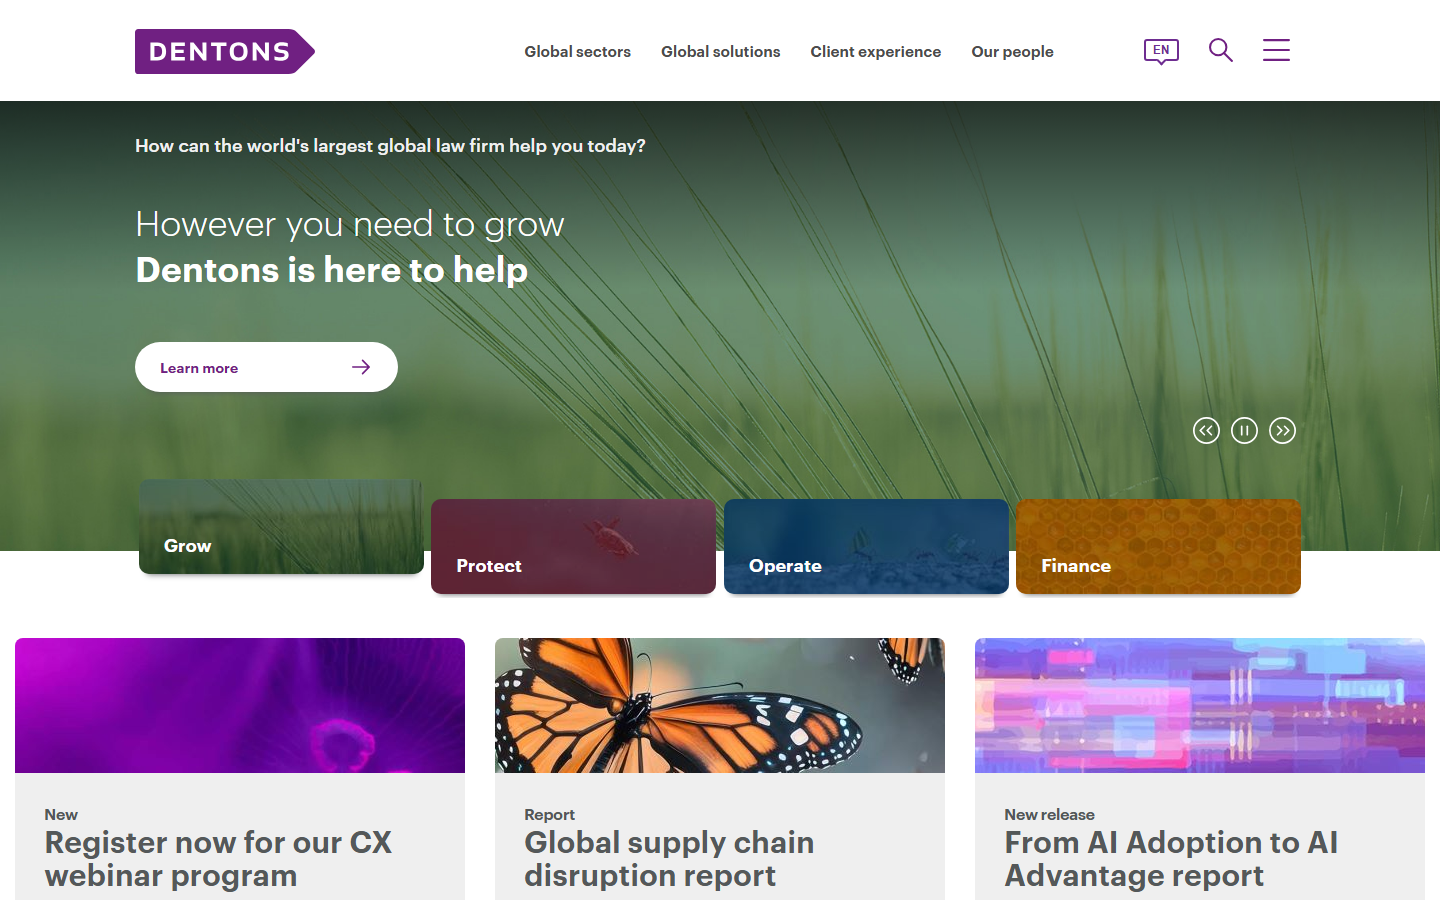 DENTONS
Global sectors
Global solutions
Client experience
Our people
EN
How can the world's largest global law firm help you today?
However you need to grow
Dentons is here to help
Learn more
Grow
Protect
Operate
Finance
New
Register now for our CX
webinar program
Report
Global supply chain
disruption report
New release
From AI Adoption to AI
Advantage report